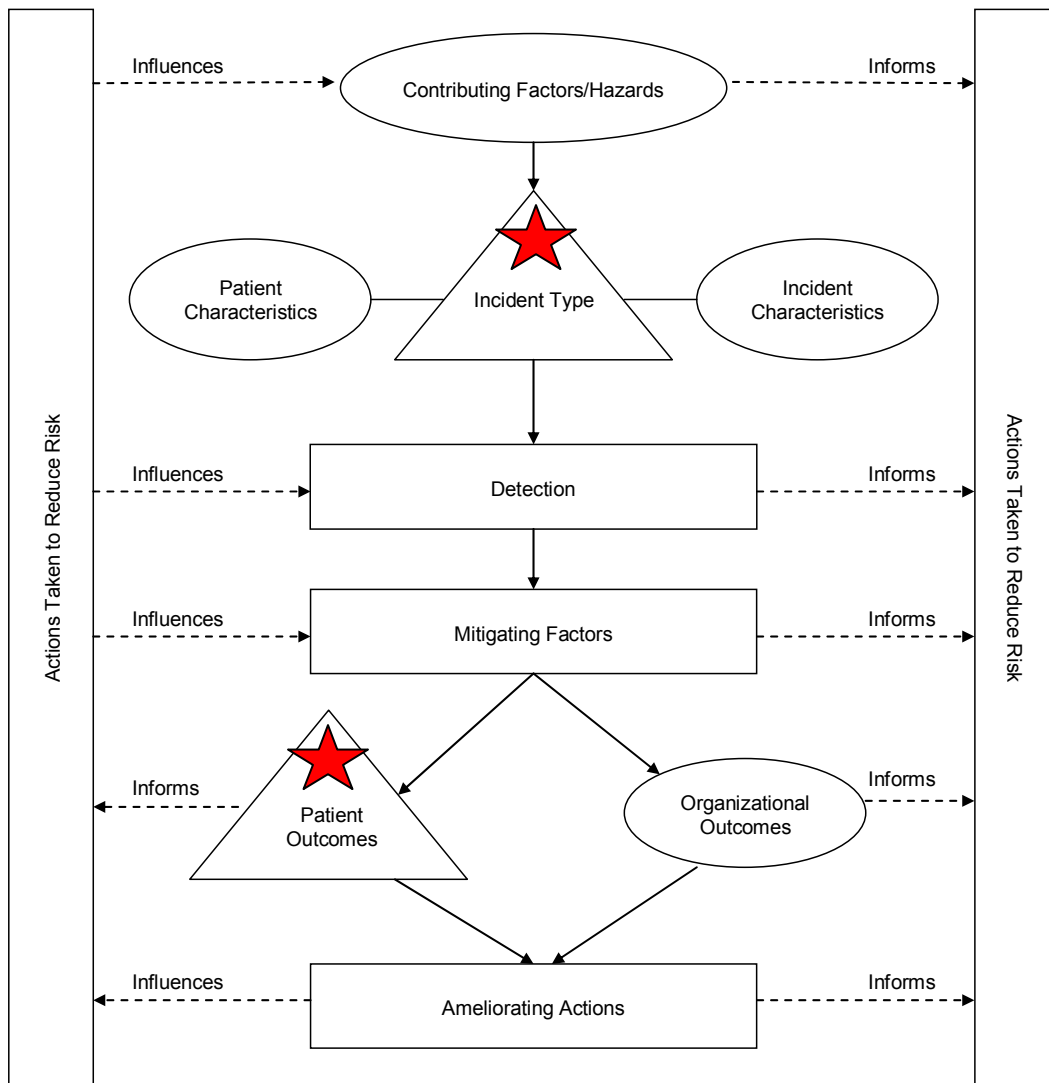 Influences
Contributing Factors/Hazards
Informs
Patient
Characteristics
Incident Type
Incident
Characteristics
Actions Taken to Reduce Risk
Actions Taken to Reduce Risk
Influences
Detection
Informs
Influences
Mitigating Factors
Informs
Informs
Patient
Outcomes
Organizational
Outcomes
Informs
Influences
Ameliorating Actions
Informs